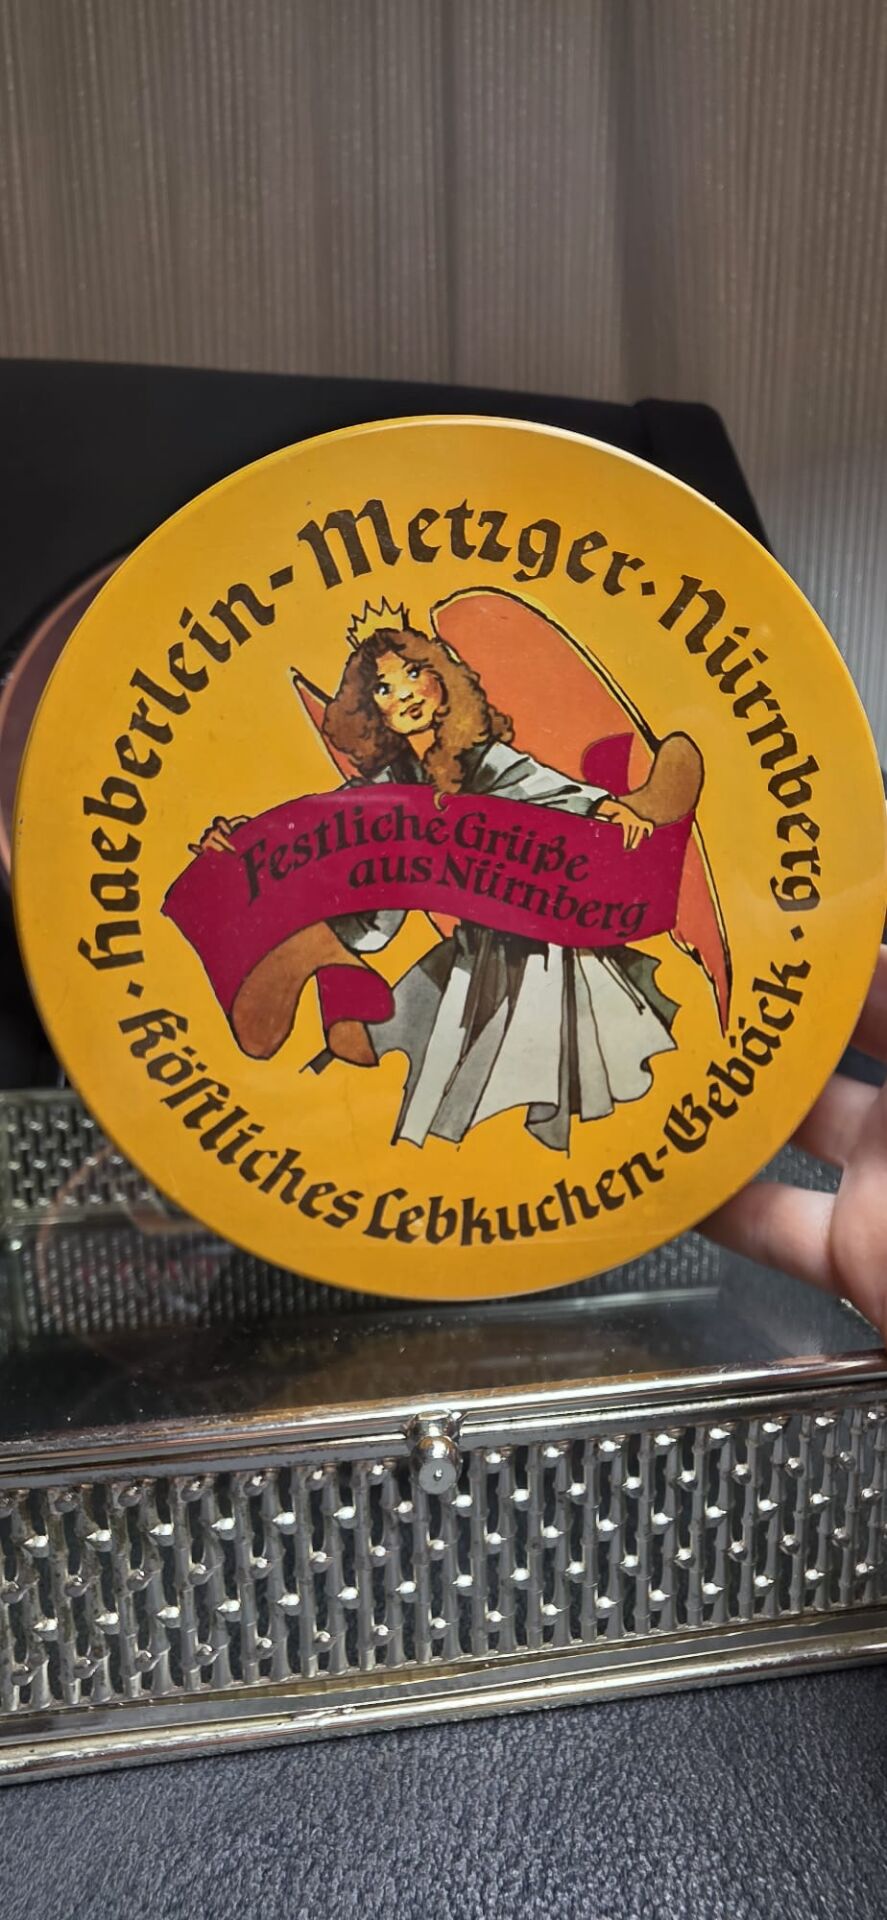 haeberlein-Metzger · Nürnberg ·
Köſtliches Lebkuchen-Gebäck ·
Festliche Grüße
aus Nürnberg